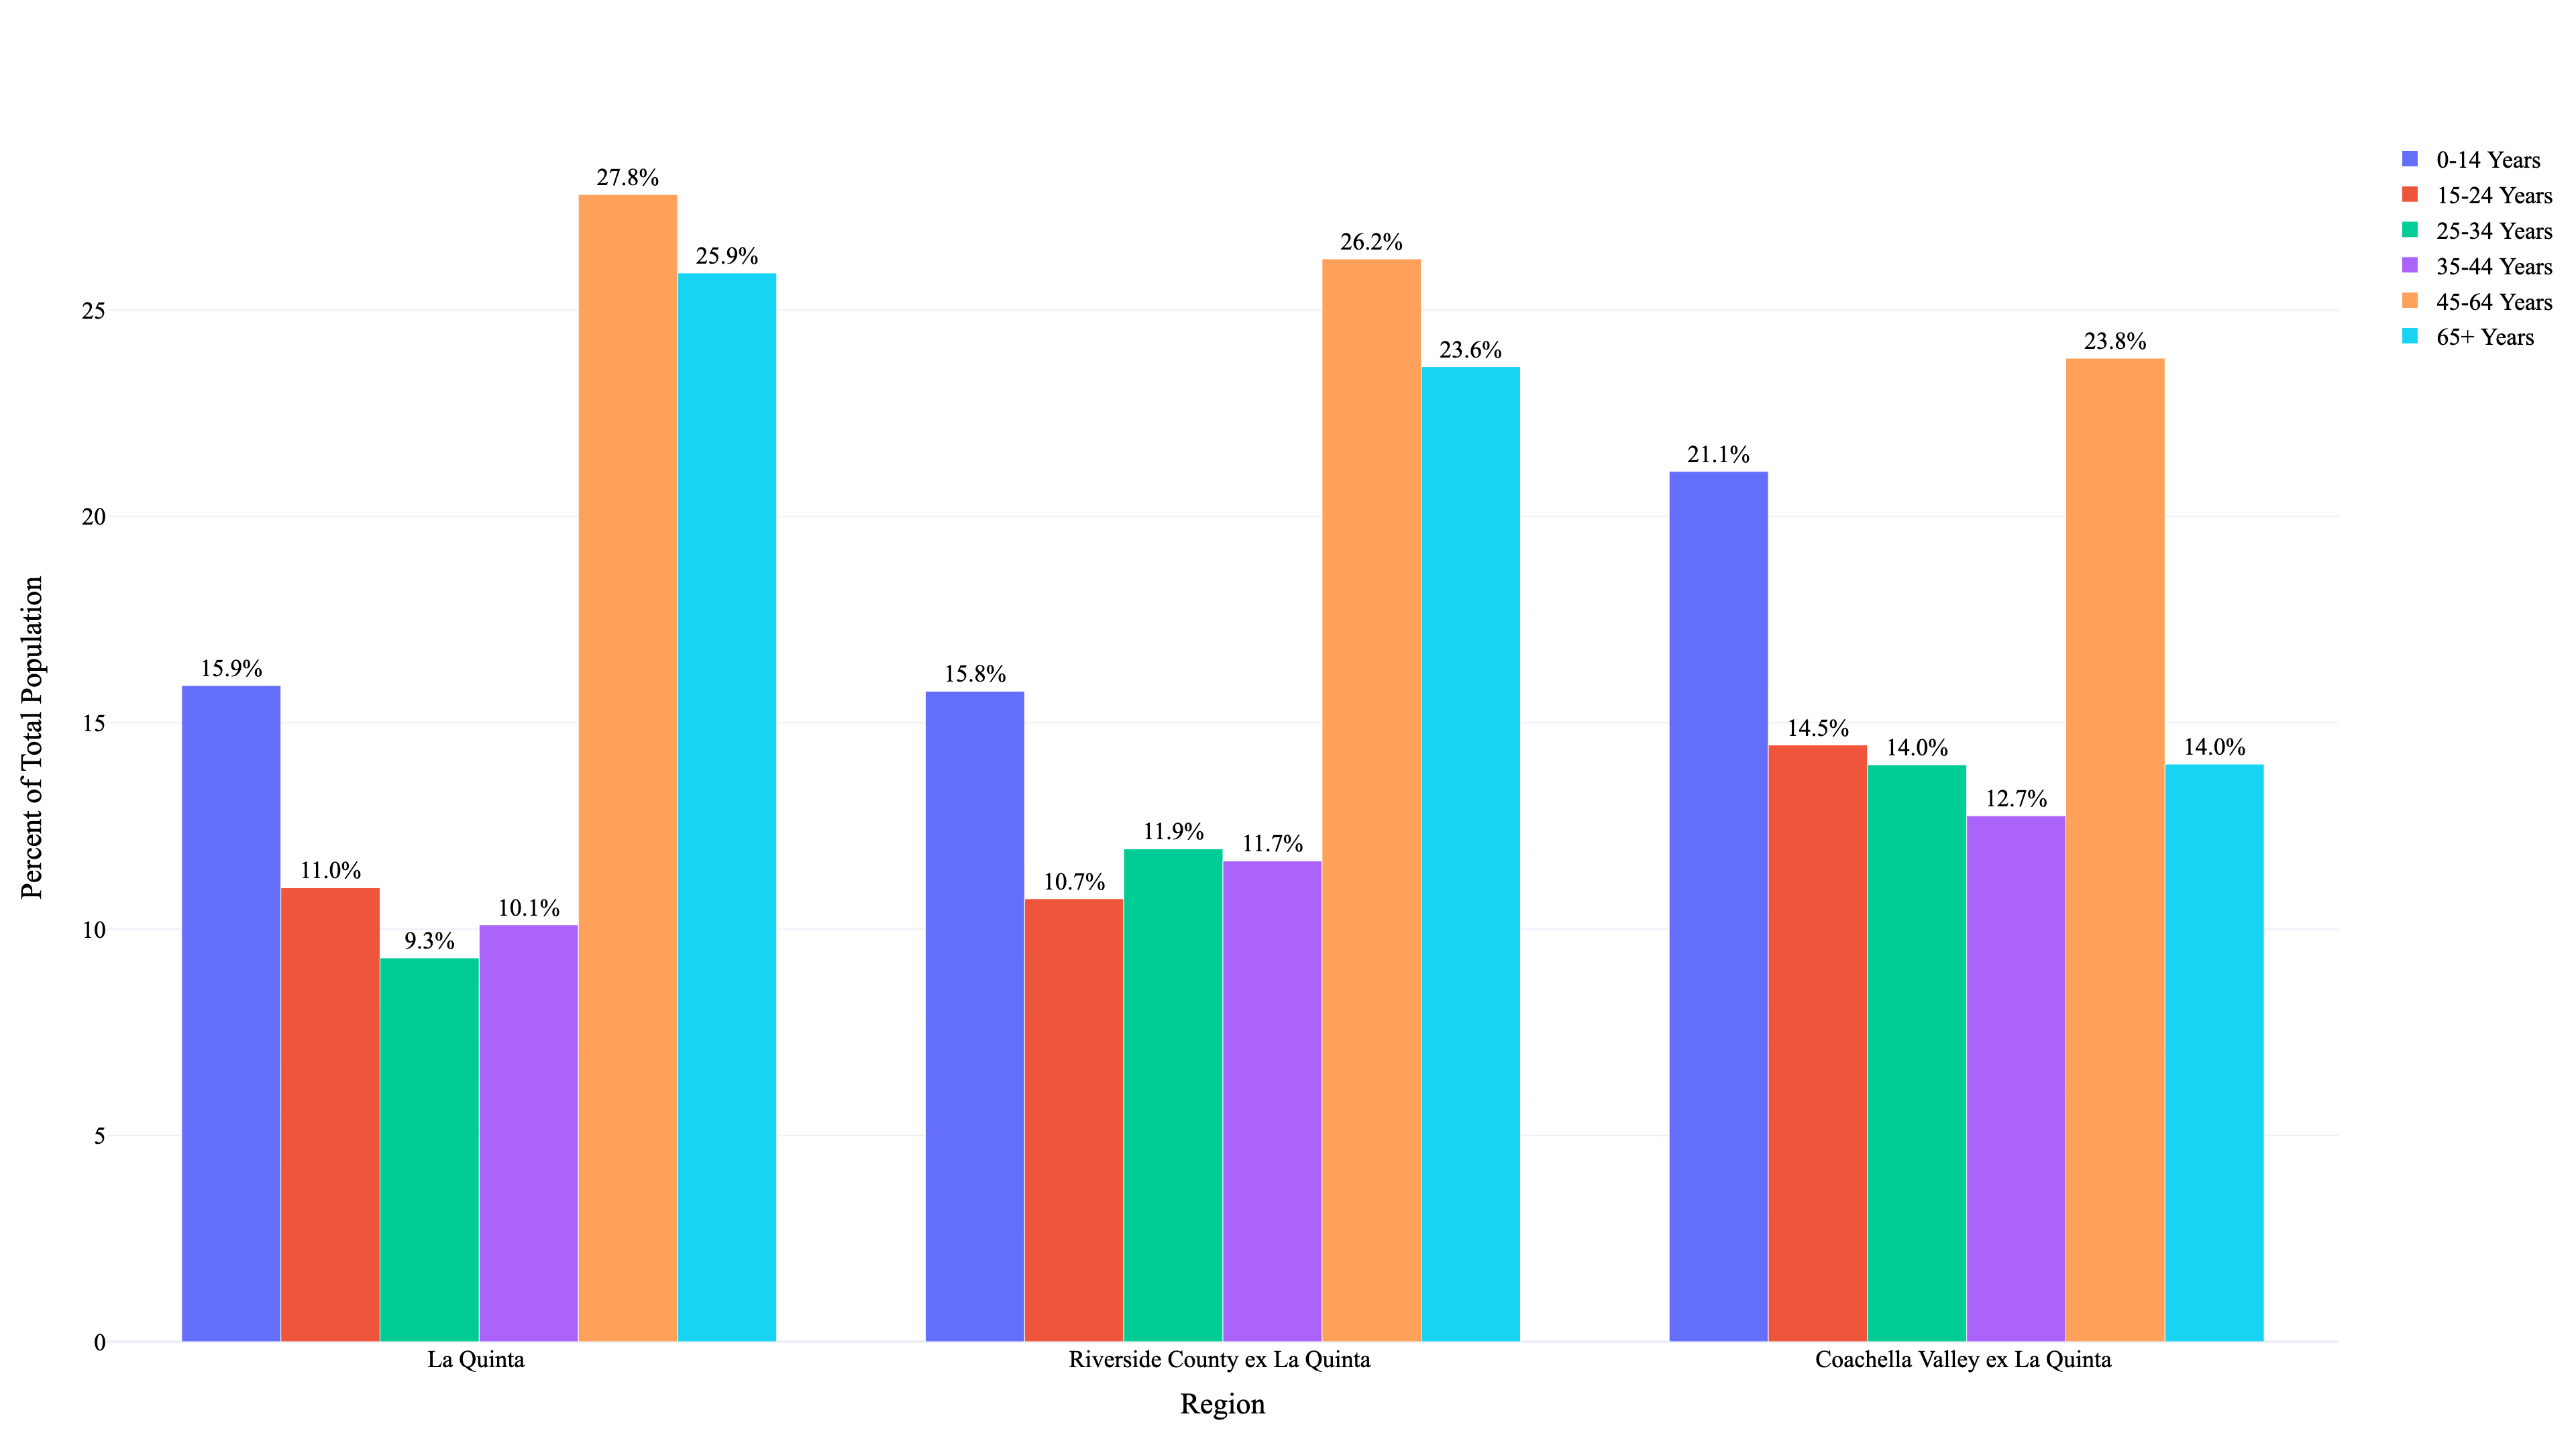 27.8%
25.9%
26.2%
23.6%
23.8%
21.1%
15.9%
11.0%
9.3%
10.1%
15.8%
10.7%
11.9%
11.7%
14.5%
14.0%
12.7%
14.0%
25
20
15
10
5
0
Percent of Total Population
La Quinta
Riverside County ex La Quinta
Coachella Valley ex La Quinta
Region
0-14 Years
15-24 Years
25-34 Years
35-44 Years
45-64 Years
65+ Years